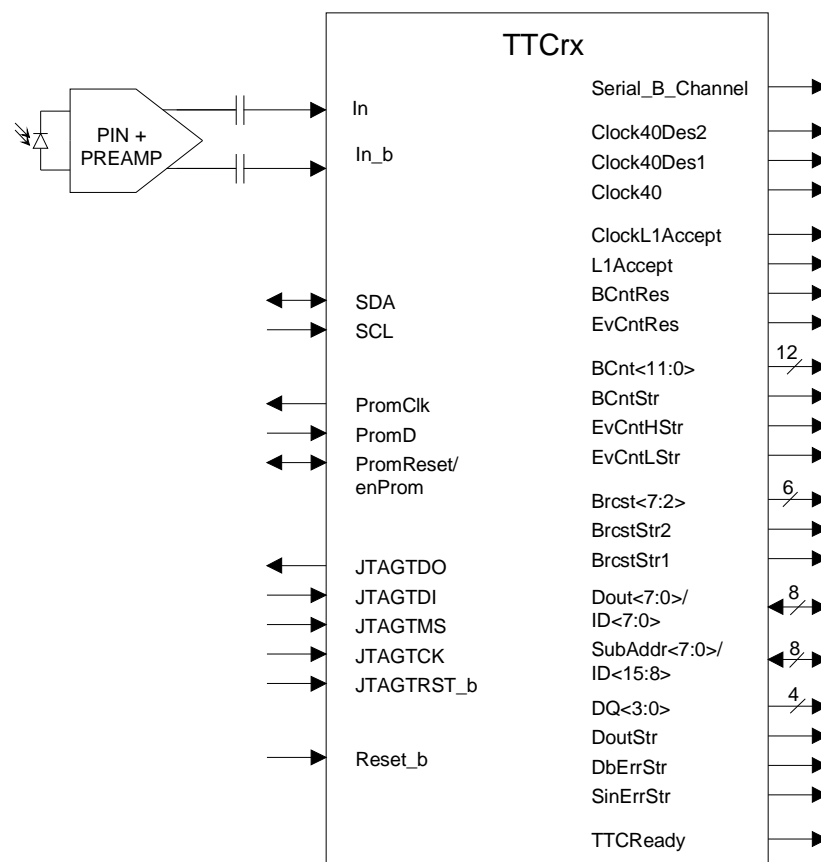 TTCrx
PIN +
PREAMP
In
In_b
SDA
SCL
PromClk
PromD
PromReset/
enProm
JTAGTDO
JTAGTDI
JTAGTMS
JTAGTCK
JTAGTRST_b
Reset_b
Serial_B_Channel
Clock40Des2
Clock40Des1
Clock40
ClockL1Accept
L1Accept
BCntRes
EvCntRes
BCnt<11:0>
12
BCntStr
EvCntHStr
EvCntLStr
Brcst<7:2>
6
BrcstStr2
BrcstStr1
Dout<7:0>/
ID<7:0>
8
SubAddr<7:0>/
ID<15:8>
8
DQ<3:0>
4
DoutStr
DbErrStr
SinErrStr
TTCReady